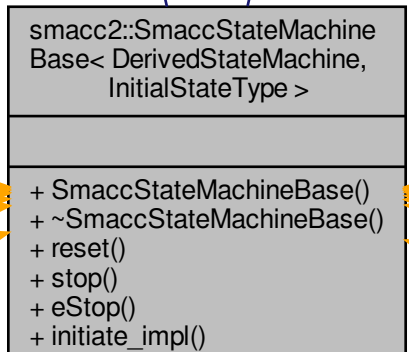 smacc2::SmaccStateMachine
Base< DerivedStateMachine,
InitialStateType >
+ SmaccStateMachineBase()
+ ~SmaccStateMachineBase()
+ reset()
+ stop()
+ eStop()
+ initiate_impl()